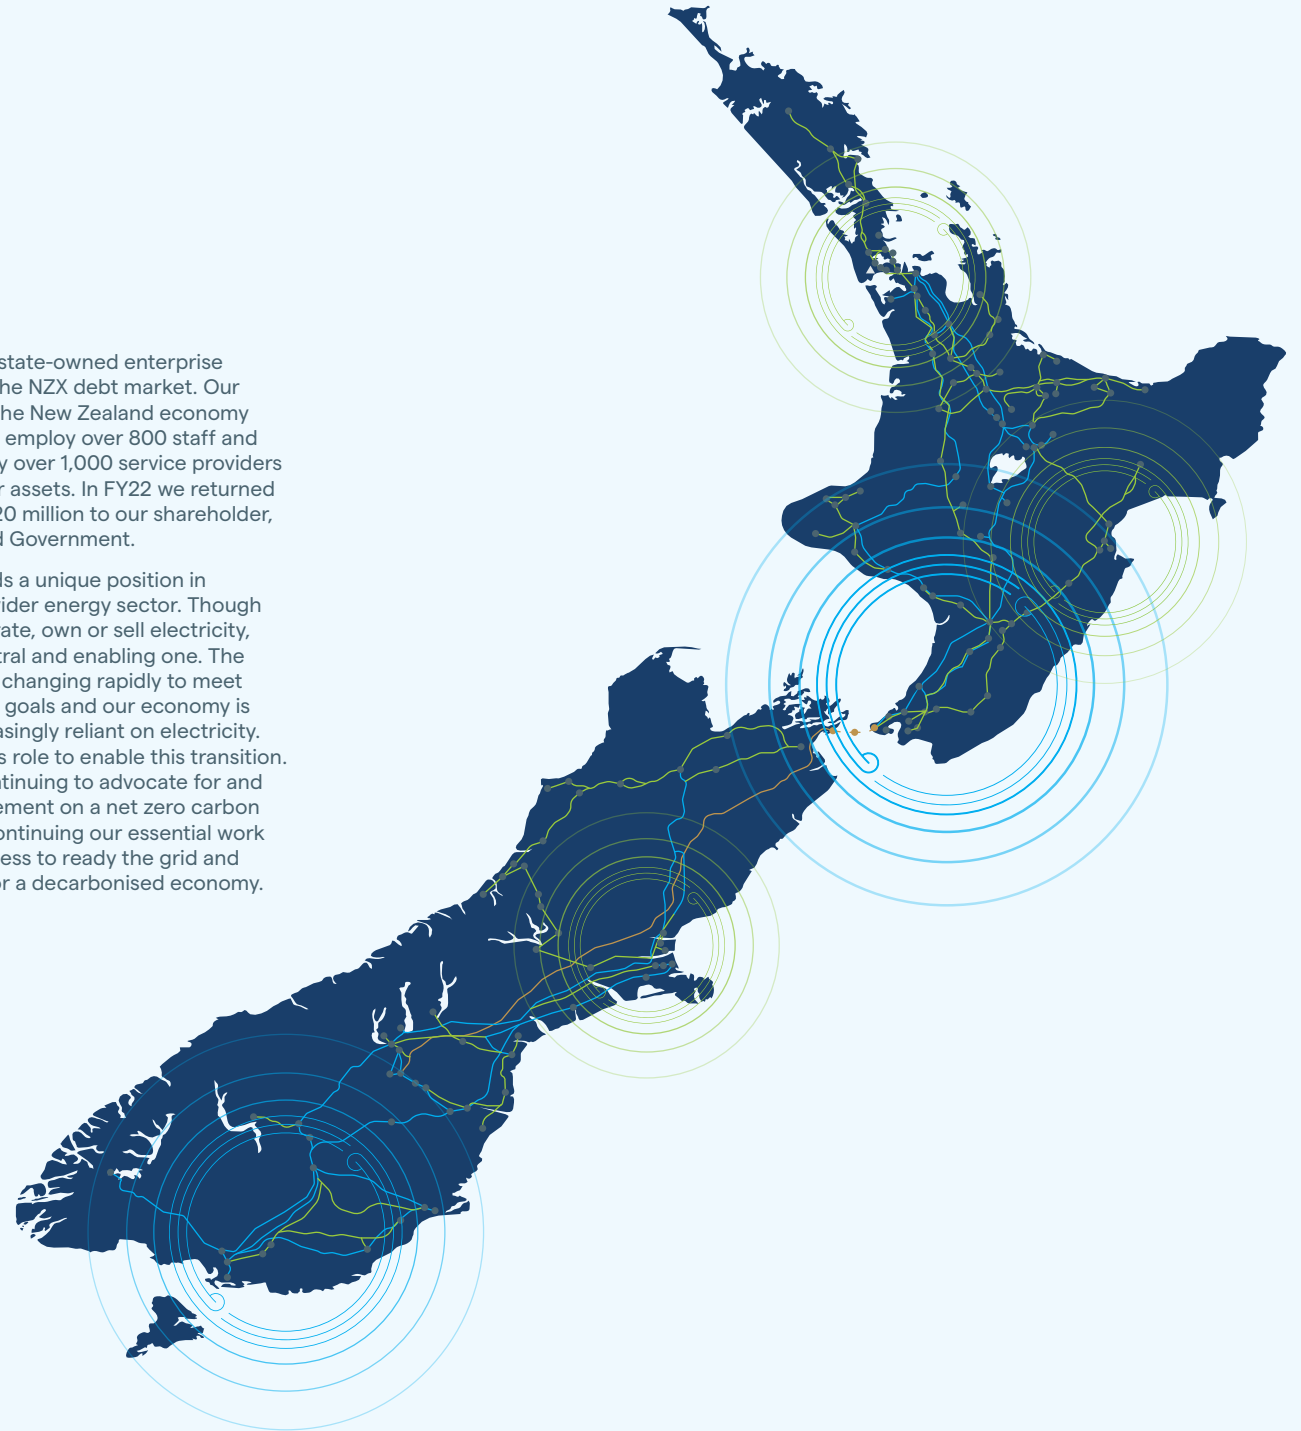 state-owned enterprise
he NZX debt market. Our
he New Zealand economy
employ over 800 staff and
y over 1,000 service providers
r assets. In FY22 we returned
20 million to our shareholder,
d Government.
ds a unique position in
ider energy sector. Though
ate, own or sell electricity,
tral and enabling one. The
changing rapidly to meet
goals and our economy is
asingly reliant on electricity.
s role to enable this transition.
tinuing to advocate for and
ement on a net zero carbon
ontinuing our essential work
ess to ready the grid and
or a decarbonised economy.